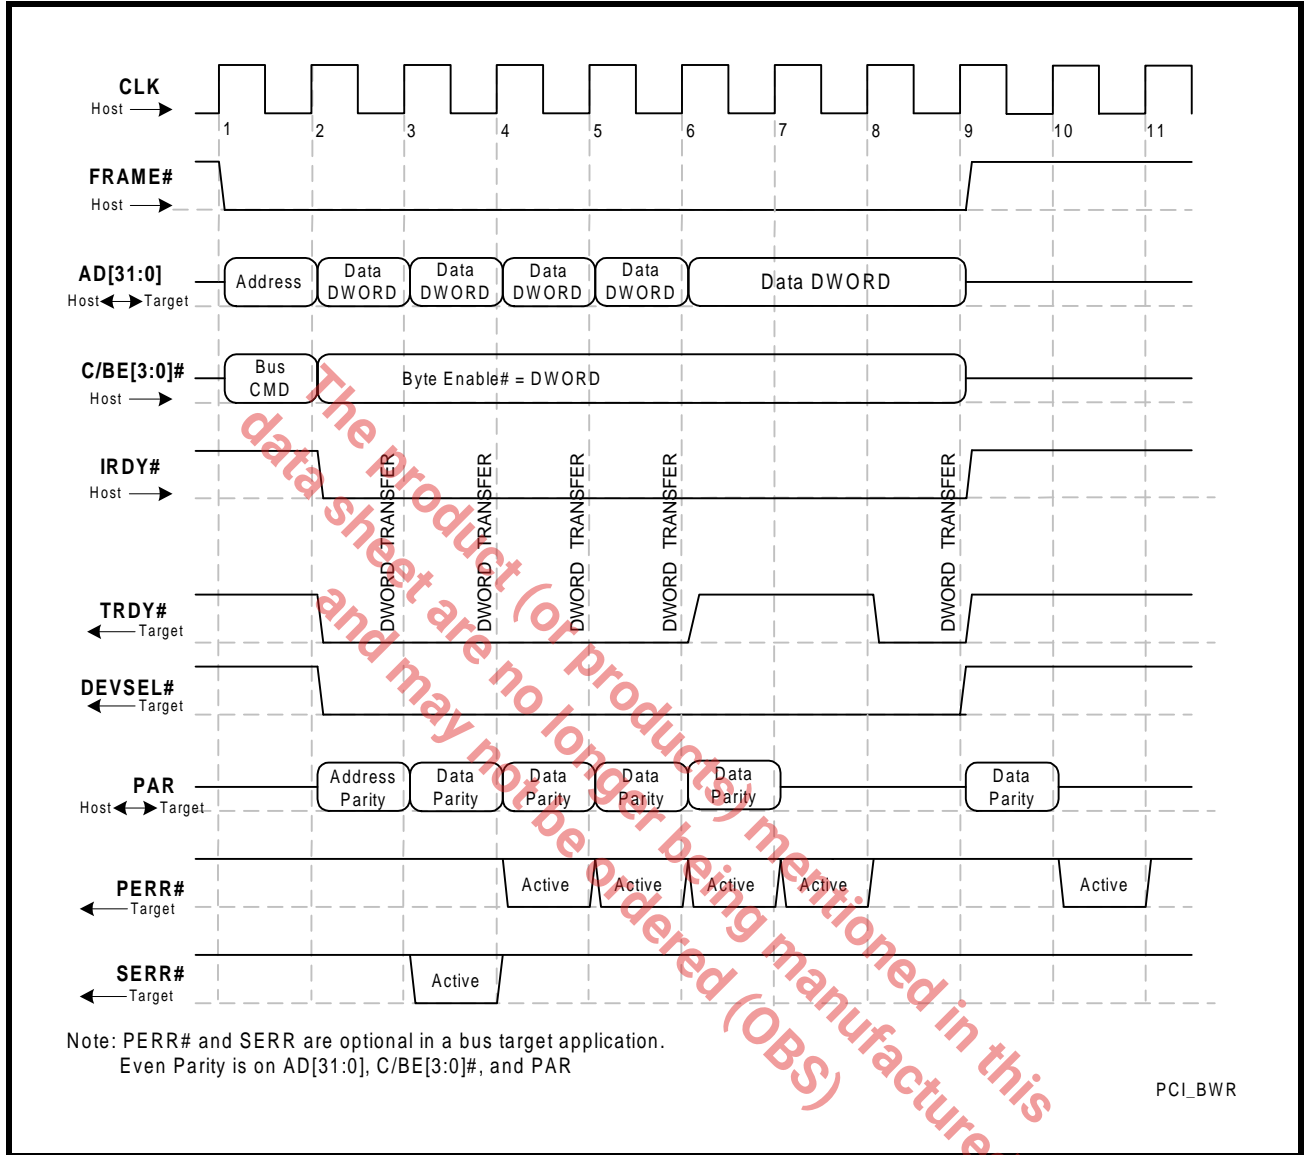 CLK
Host
1 2 3 4 5 6 7 8 9 10 11
FRAME#
Host
AD[31:0]
Host Target
Address
Data DWORD
Data DWORD
Data DWORD
Data DWORD
Data DWORD
C/BE[3:0]#
Host
Bus CMD
Byte Enable# = DWORD
IRDY#
Host
DWORD TRANSFER
DWORD TRANSFER
DWORD TRANSFER
DWORD TRANSFER
DWORD TRANSFER
TRDY#
Target
DEVSEL#
Target
PAR
Host Target
Address Parity
Data Parity
Data Parity
Data Parity
Data Parity
Data Parity
PERR#
Target
Active
Active
Active
Active
Active
SERR#
Target
Active
Note: PERR# and SERR are optional in a bus target application.
Even Parity is on AD[31:0], C/BE[3:0]#, and PAR
PCI_BWR
The product (or products) mentioned in this
data sheet are no longer being manufacture
and may not be ordered (OBS)